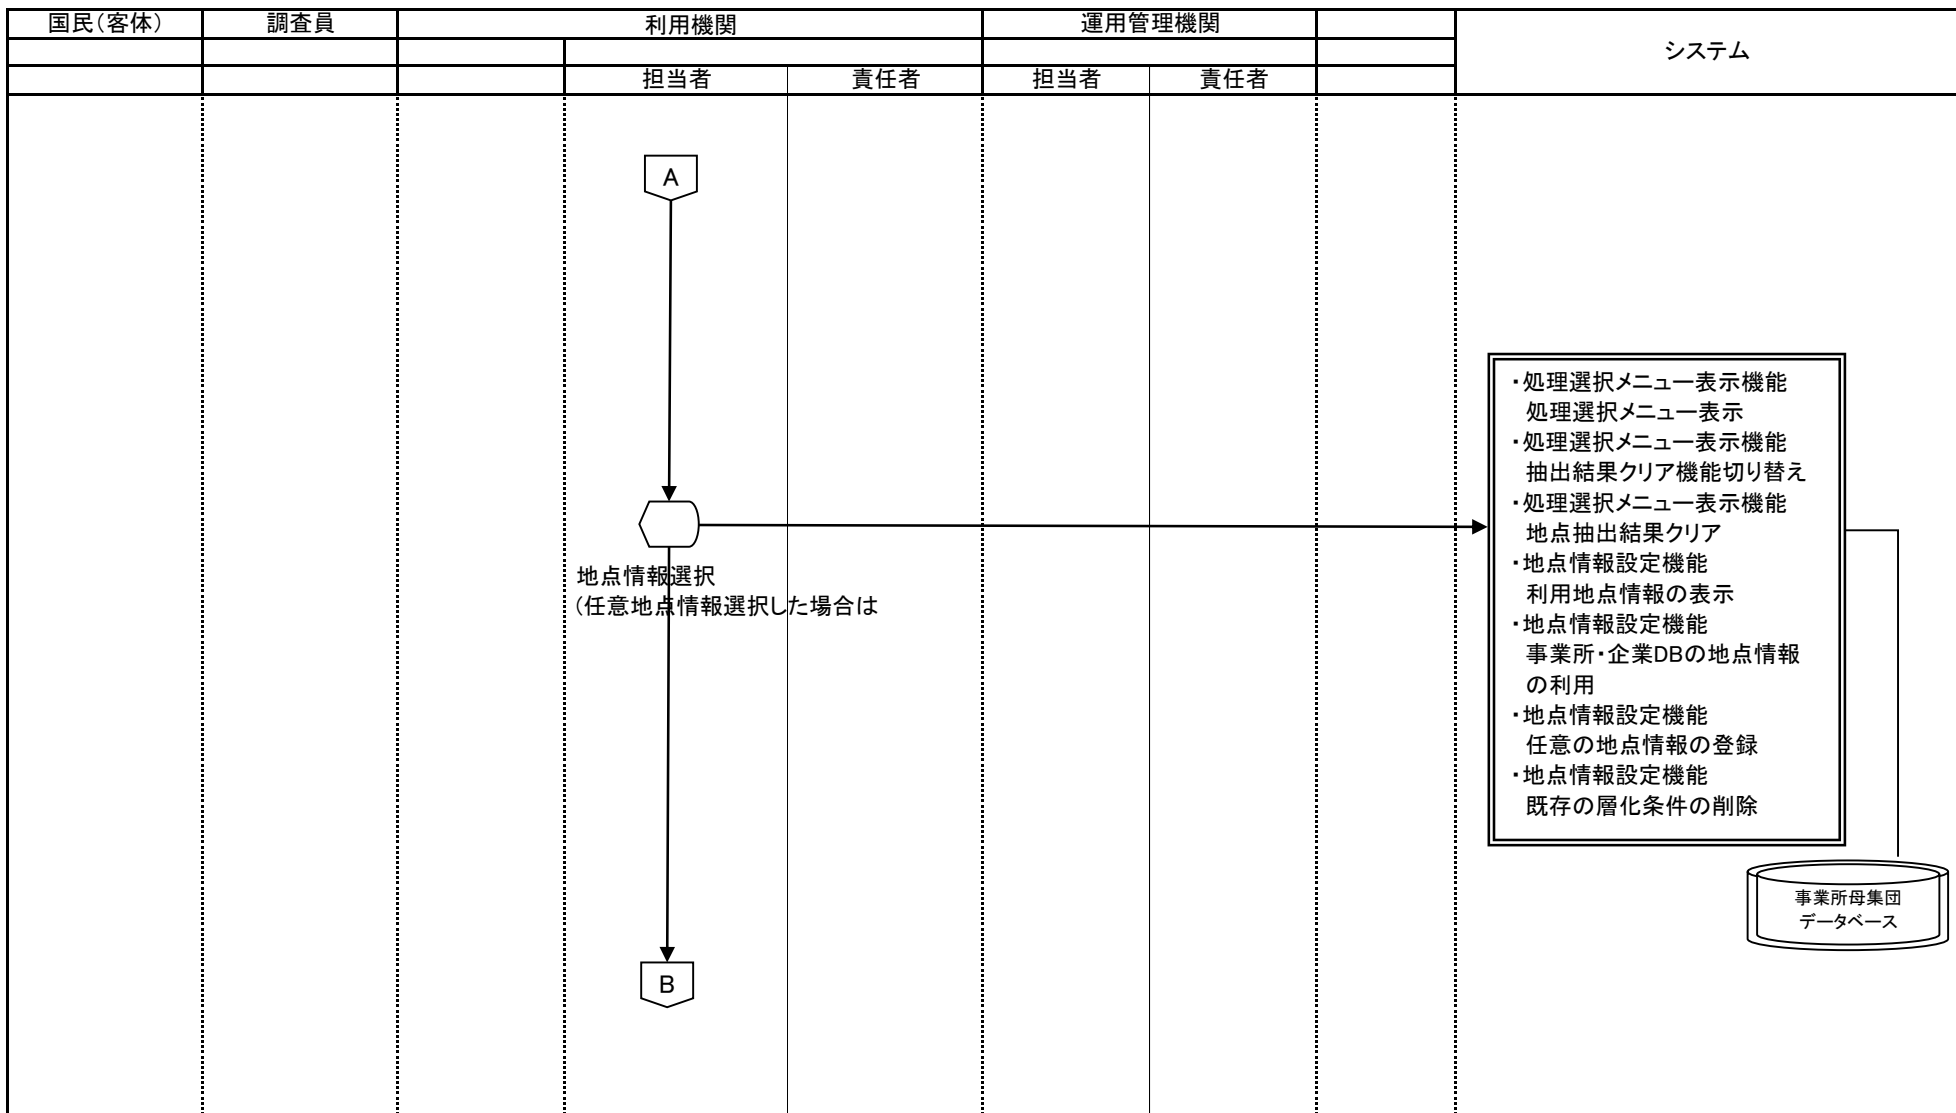 国民(客体)
調査員
利用機関
運用管理機関
システム
担当者
責任者
担当者
責任者
A
・処理選択メニュー表示機能
処理選択メニュー表示
・処理選択メニュー表示機能
抽出結果クリア機能切り替え
・処理選択メニュー表示機能
地点抽出結果クリア
・地点情報設定機能
利用地点情報の表示
・地点情報設定機能
事業所・企業DBの地点情報
の利用
・地点情報設定機能
任意の地点情報の登録
・地点情報設定機能
既存の層化条件の削除
地点情報選択
(任意地点情報選択した場合は
事業所母集団
データベース
B